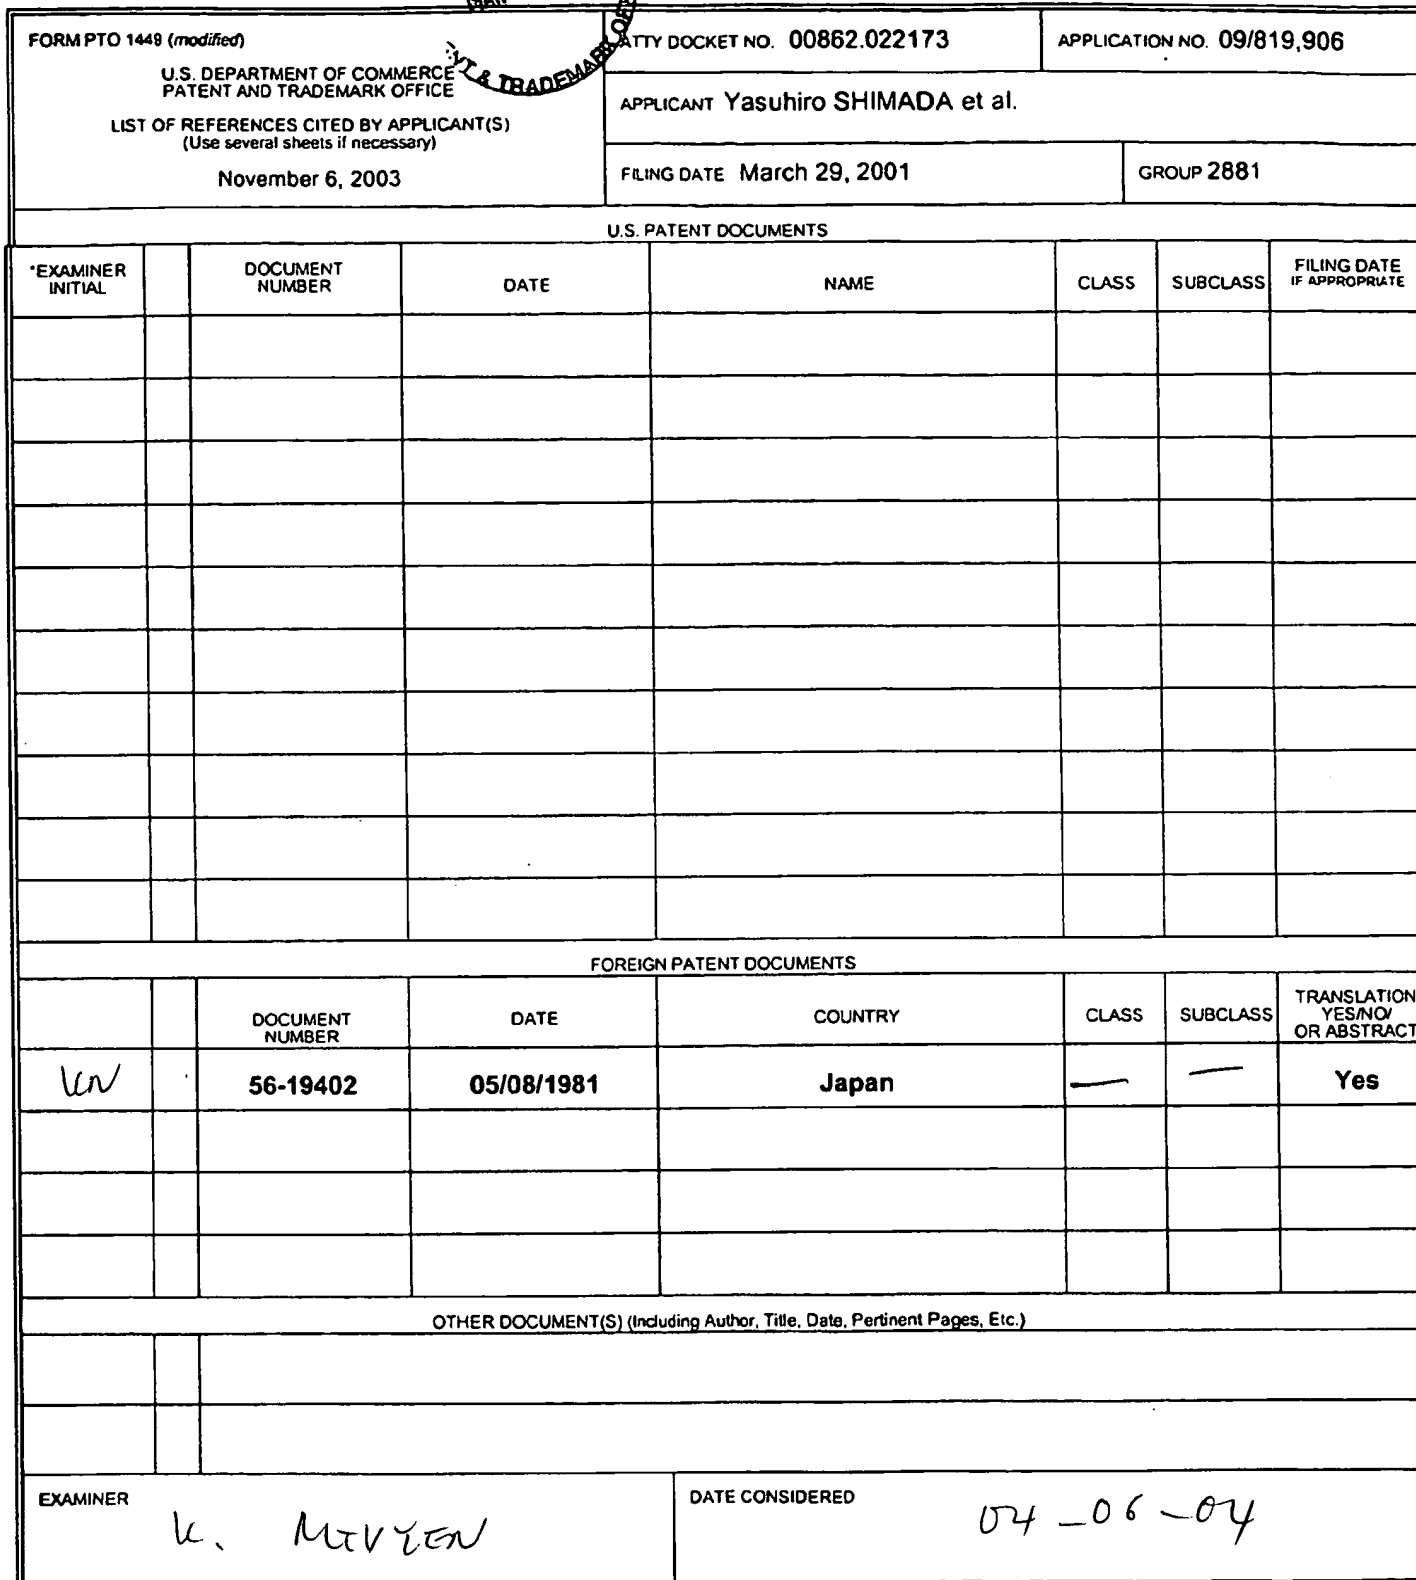 FORM PTO 1449 (modified)
U.S. DEPARTMENT OF COMMERCE
PATENT AND TRADEMARK OFFICE
LIST OF REFERENCES CITED BY APPLICANT(S)
(Use several sheets if necessary)
November 6, 2003
& TRADEMARK
ATTY DOCKET NO. 00862.022173
APPLICATION NO. 09/819,906
APPLICANT Yasuhiro SHIMADA et al.
FILING DATE March 29, 2001
GROUP 2881
U.S. PATENT DOCUMENTS
*EXAMINER
INITIAL
DOCUMENT
NUMBER
DATE
NAME
CLASS
SUBCLASS
FILING DATE
IF APPROPRIATE
FOREIGN PATENT DOCUMENTS
DOCUMENT
NUMBER
DATE
COUNTRY
CLASS
SUBCLASS
TRANSLATION
YES/NO/
OR ABSTRACT
KN
56-19402
05/08/1981
Japan
—
—
Yes
OTHER DOCUMENT(S) (Including Author, Title, Date, Pertinent Pages, Etc.)
EXAMINER
K.
DATE CONSIDERED
04-06-04